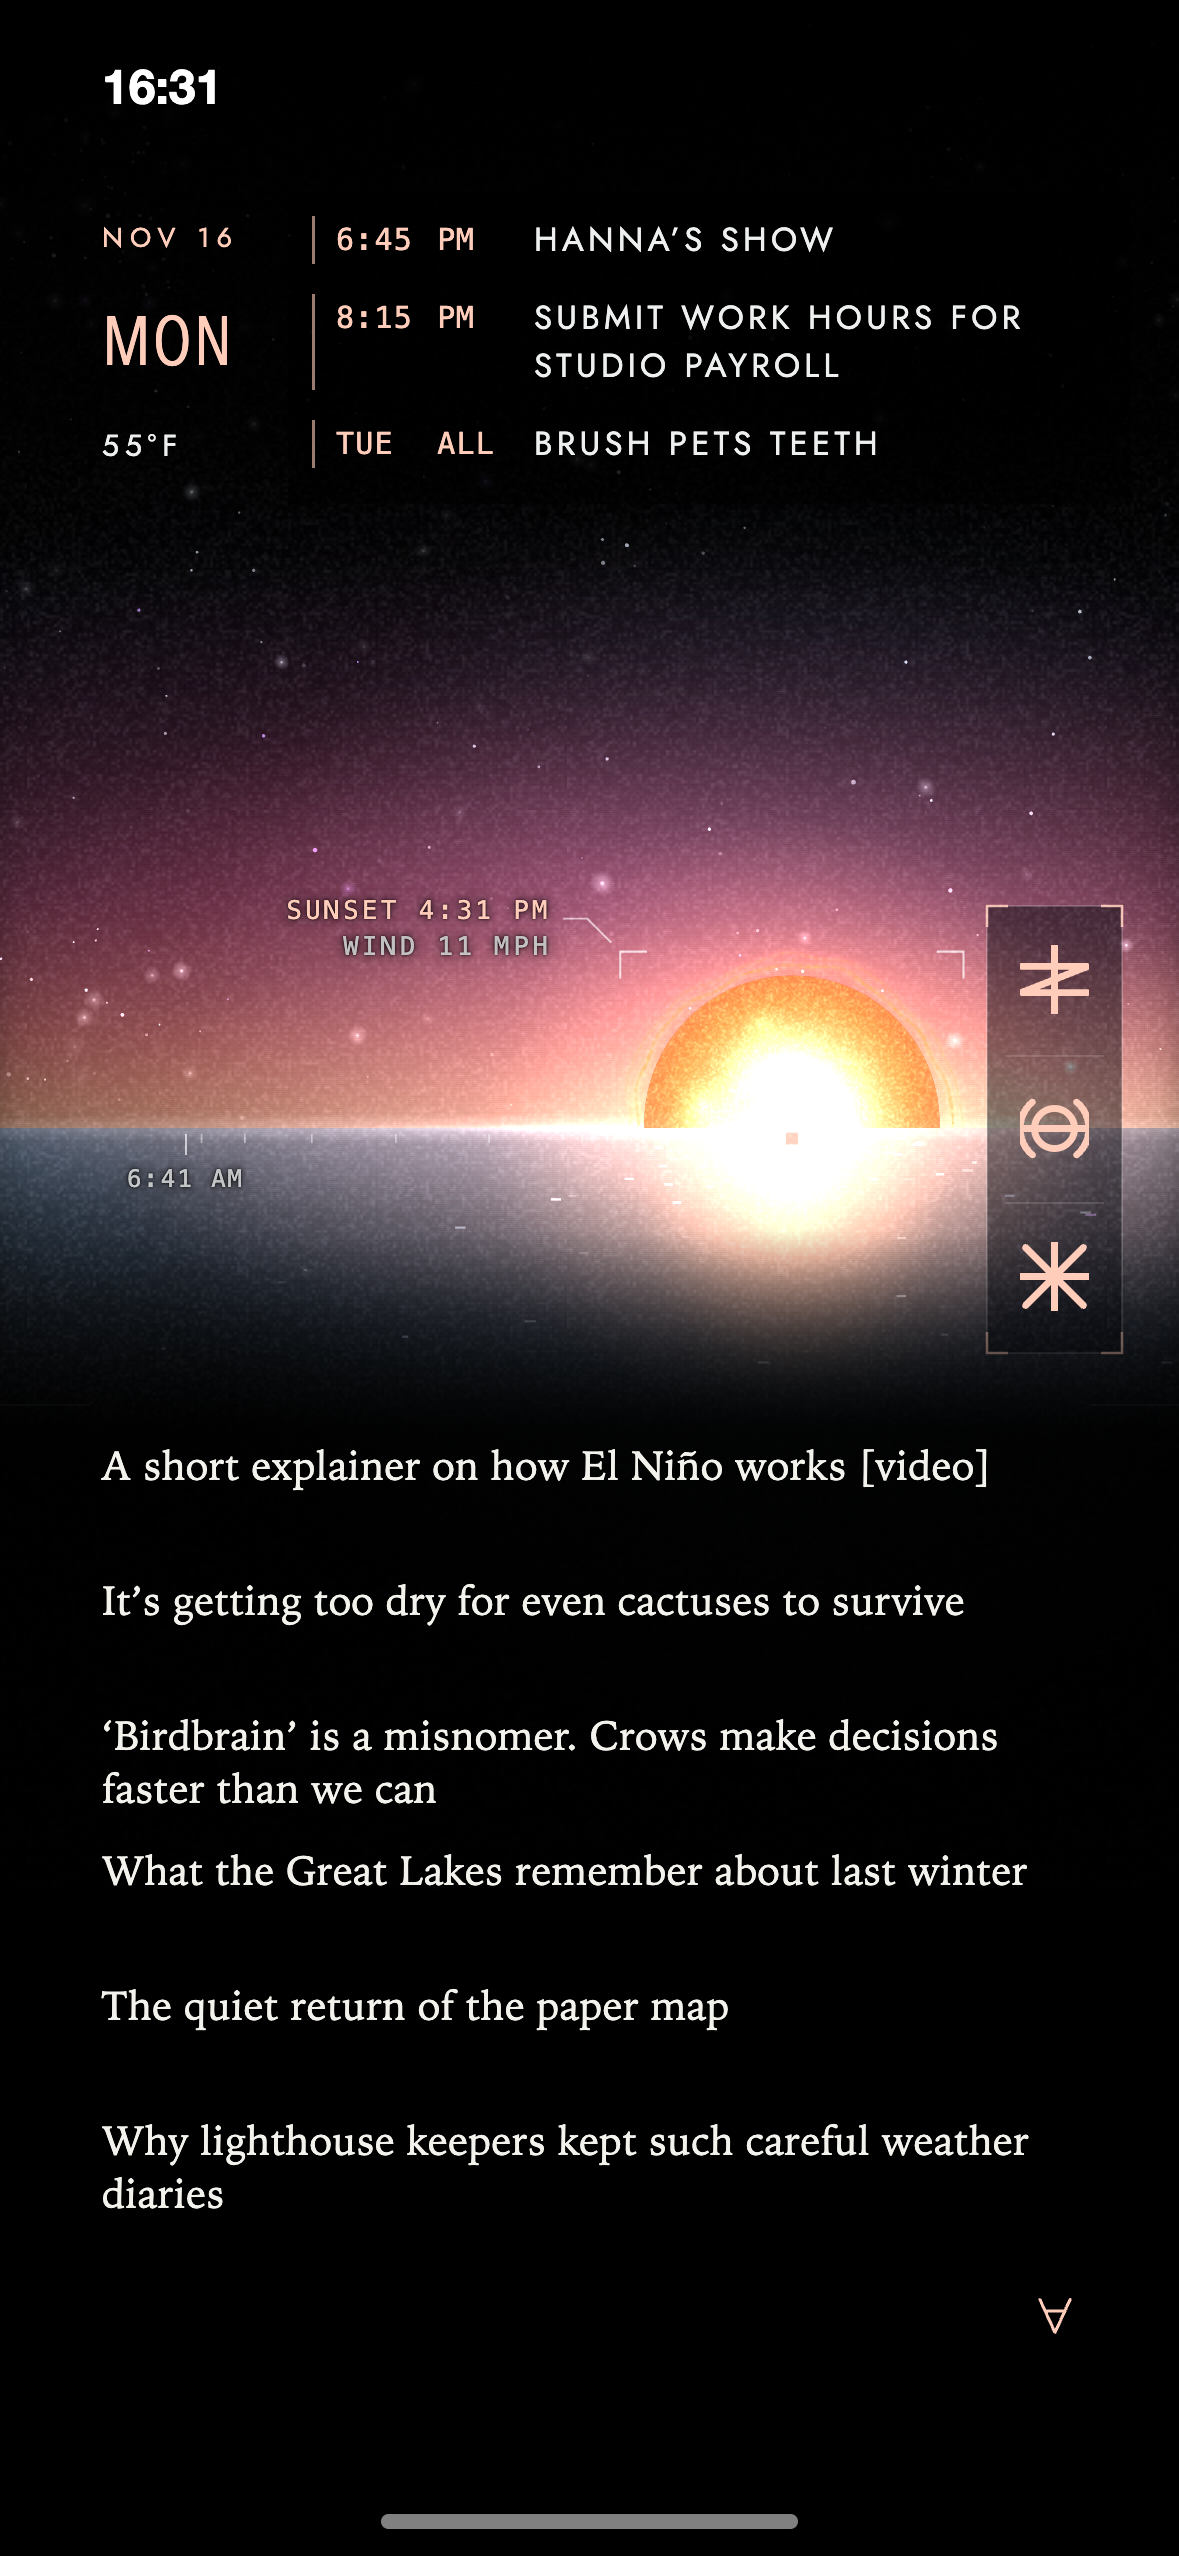 16:31
NOV 16
MON
55°F
6:45 PM HANNA’S SHOW
8:15 PM SUBMIT WORK HOURS FOR
STUDIO PAYROLL
TUE ALL BRUSH PETS TEETH
SUNSET 4:31 PM
WIND 11 MPH
6:41 AM
A short explainer on how El Niño works [video]
It’s getting too dry for even cactuses to survive
‘Birdbrain’ is a misnomer. Crows make decisions
faster than we can
What the Great Lakes remember about last winter
The quiet return of the paper map
Why lighthouse keepers kept such careful weather
diaries